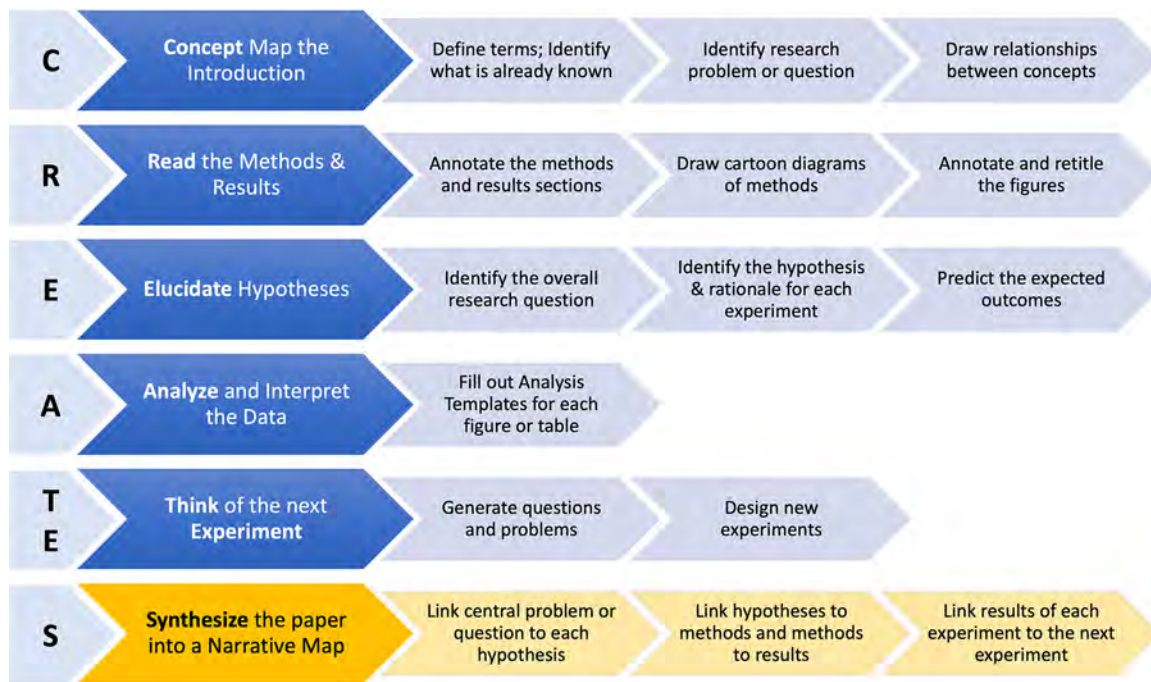 C
Concept Map the
Introduction
Define terms; Identify
what is already known
Identify research
problem or question
Draw relationships
between concepts
R
Read the Methods &
Results
Annotate the methods
and results sections
Draw cartoon diagrams
of methods
Annotate and retitle
the figures
E
Elucidate Hypotheses
Identify the overall
research question
Identify the hypothesis
& rationale for each
experiment
Predict the expected
outcomes
A
Analyze and Interpret
the Data
Fill out Analysis
Templates for each
figure or table
T
E
Think of the next
Experiment
Generate questions
and problems
Design new
experiments
S
Synthesize the paper
into a Narrative Map
Link central problem or
question to each
hypothesis
Link hypotheses to
methods and methods
to results
Link results of each
experiment to the next
experiment